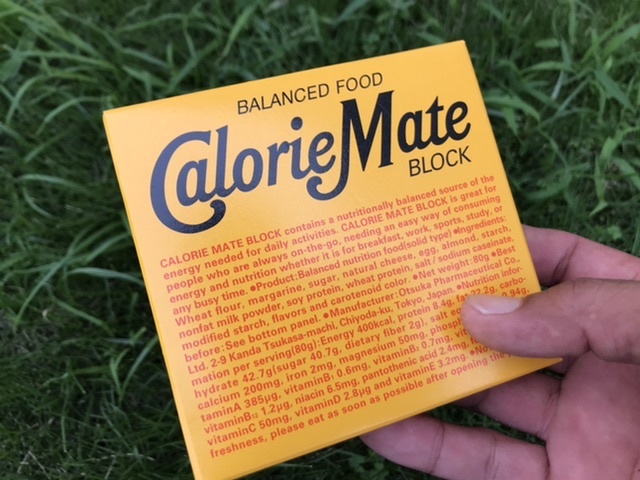 BALANCED FOOD
CalorieMate
BLOCK
CALORIE MATE BLOCK contains a nutritionally balanced source of the
energy needed for daily activities. CALORIE MATE BLOCK is great for
people who are always on-the-go, needing an easy way of consuming
energy and nutrition whether it is for breakfast, work, sports, study, or
any busy time. ●Product:Balanced nutrition food(solid type) ●Ingredients:
Wheat flour, margarine, sugar, natural cheese, egg, almond, starch,
nonfat milk powder, soy protein, wheat protein, salt/ sodium caseinate,
modified starch, flavors and carotenoid color. ●Net weight: 80g ●Best
before: See bottom panel. ●Manufacturer: Otsuka Pharmaceutical Co.,
Ltd. 2-9 Kanda Tsukasa-machi, Chiyoda-ku, Tokyo, Japan ●Nutrition infor-
mation per serving(80g): Energy 400kcal, protein 8.4g, fat 22.2g, carbo-
hydrate 42.7g(sugar 40.7g, dietary fiber 2g), salt 0.94g,
calcium 200mg, iron 2mg, magnesium 50mg,
taminA 385μg, vitaminB₁ 0.6mg, vitaminB₂ 0.7mg,
vitaminB₁₂ 1.2μg, niacin 6.5mg, pantothenic acid 2.4mg,
vitaminC 50mg, vitaminD 2.8μg and vitaminE 3.2mg
freshness, please eat as soon as possible after opening the